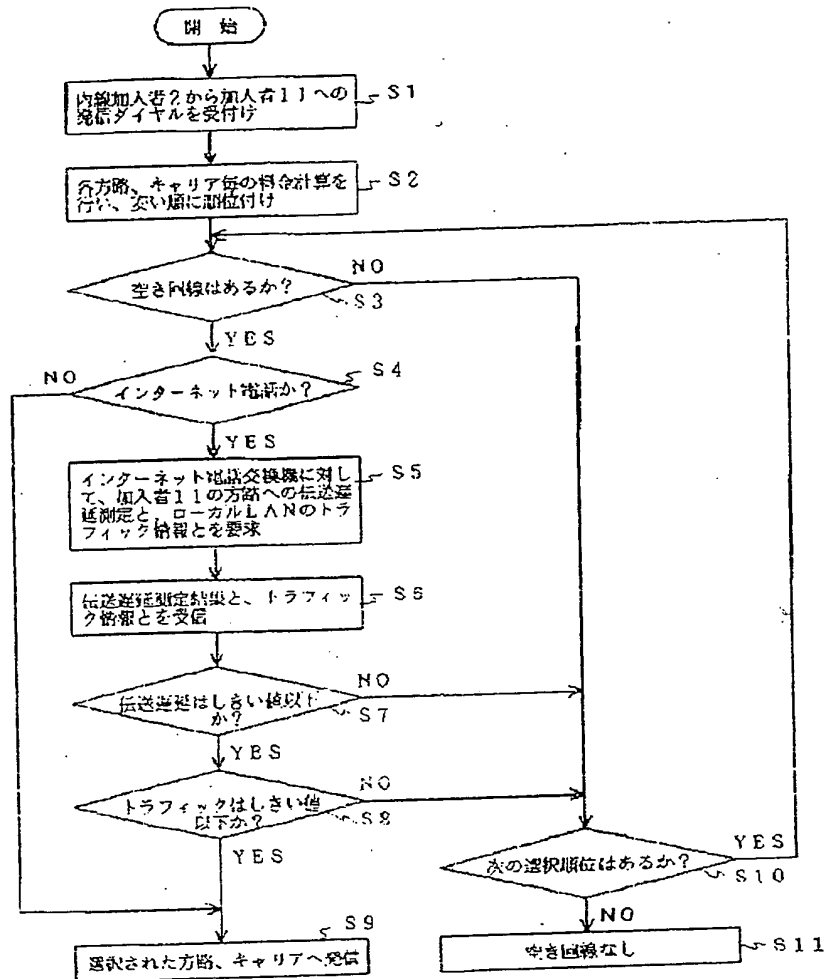 開始
内線加入者2から加入者11への
発信ダイヤルを受付け
S1
各方路、キャリア毎の料金計算を
行い、安い順に順位付け
S2
空き回線はあるか?
NO
S3
YES
インターネット電話か?
NO
S4
YES
インターネット電話交換機に対し
て、加入者11の方路への伝送遅
延測定と、ローカルLANのトラ
フィック情報とを要求
S5
伝送遅延測定結果と、トラフィッ
ク情報とを受信
S6
伝送遅延はしきい値以下
か?
NO
S7
YES
トラフィックはしきい値
以下か?
NO
S8
YES
次の選択順位はあるか?
YES
S10
NO
S9
選択された方路、キャリアへ発信
空き回線なし
S11